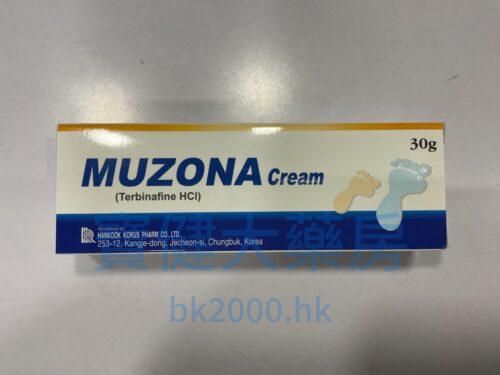 30g
MUZONA Cream
(Terbinafine HCl)
Manufactured by
HANKOOK KORUS PHARM CO., LTD.
253-12, Kangje-dong, Jecheon-si, Chungbuk, Korea
寶健大藥房
bk2000.hk